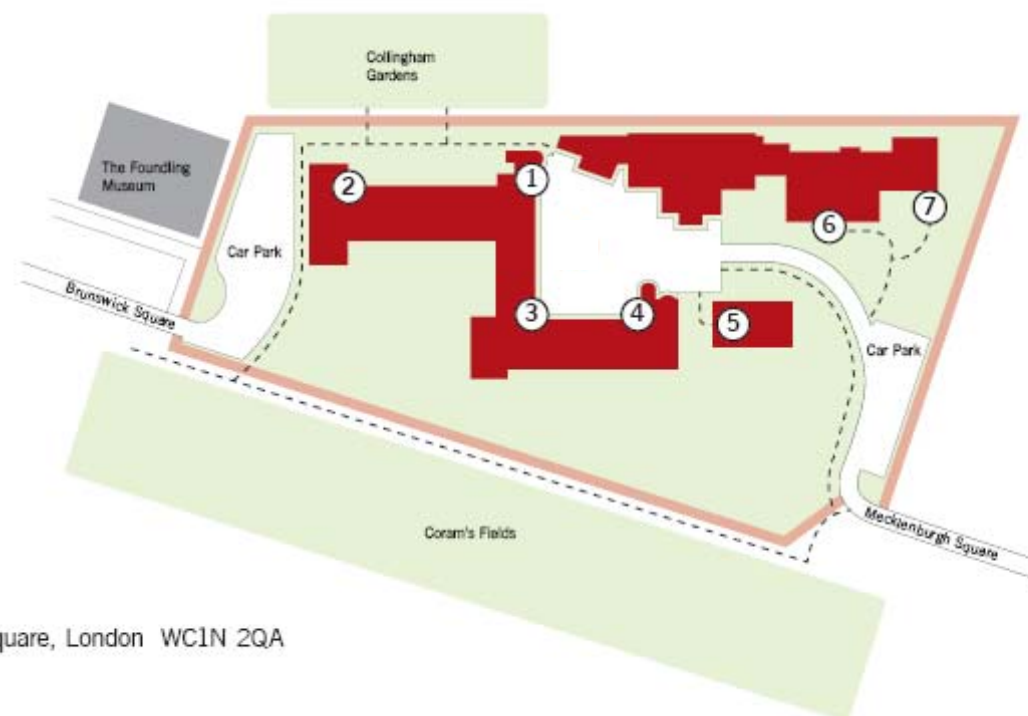 Collingham
Gardens
The Foundling
Museum
1
2
6
7
Car Park
Brunswick Square
3
4
5
Car Park
Mecklenburgh Square
Coram's Fields
quare, London WC1N 2QA